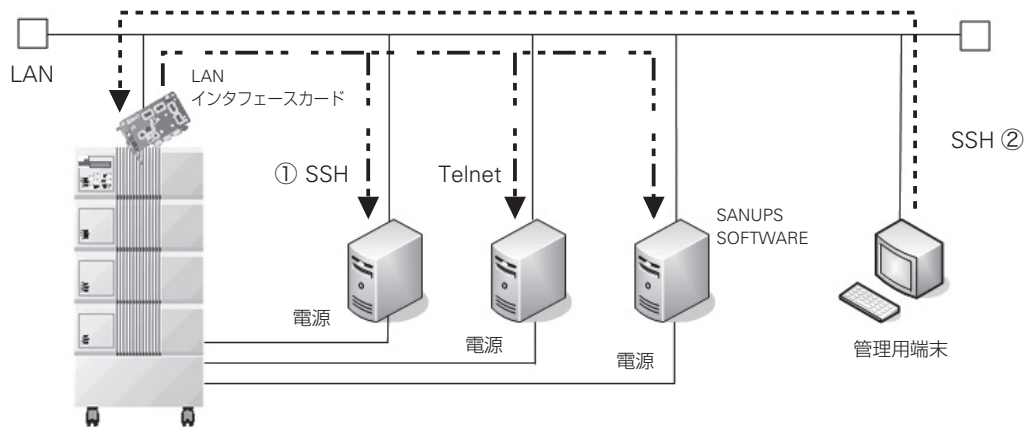 LAN
LAN
インタフェースカード
① SSH
Telnet
SSH ②
SANUPS
SOFTWARE
電源
電源
電源
管理用端末